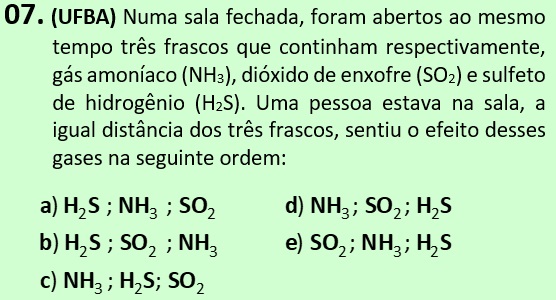 07. (UFBA) Numa sala fechada, foram abertos ao mesmo
tempo três frascos que continham respectivamente,
gás amoníaco (NH₃), dióxido de enxofre (SO₂) e sulfeto
de hidrogênio (H₂S). Uma pessoa estava na sala, a
igual distância dos três frascos, sentiu o efeito desses
gases na seguinte ordem:
a) H₂S ; NH₃ ; SO₂
b) H₂S ; SO₂ ; NH₃
c) NH₃ ; H₂S; SO₂
d) NH₃; SO₂; H₂S
e) SO₂; NH₃; H₂S